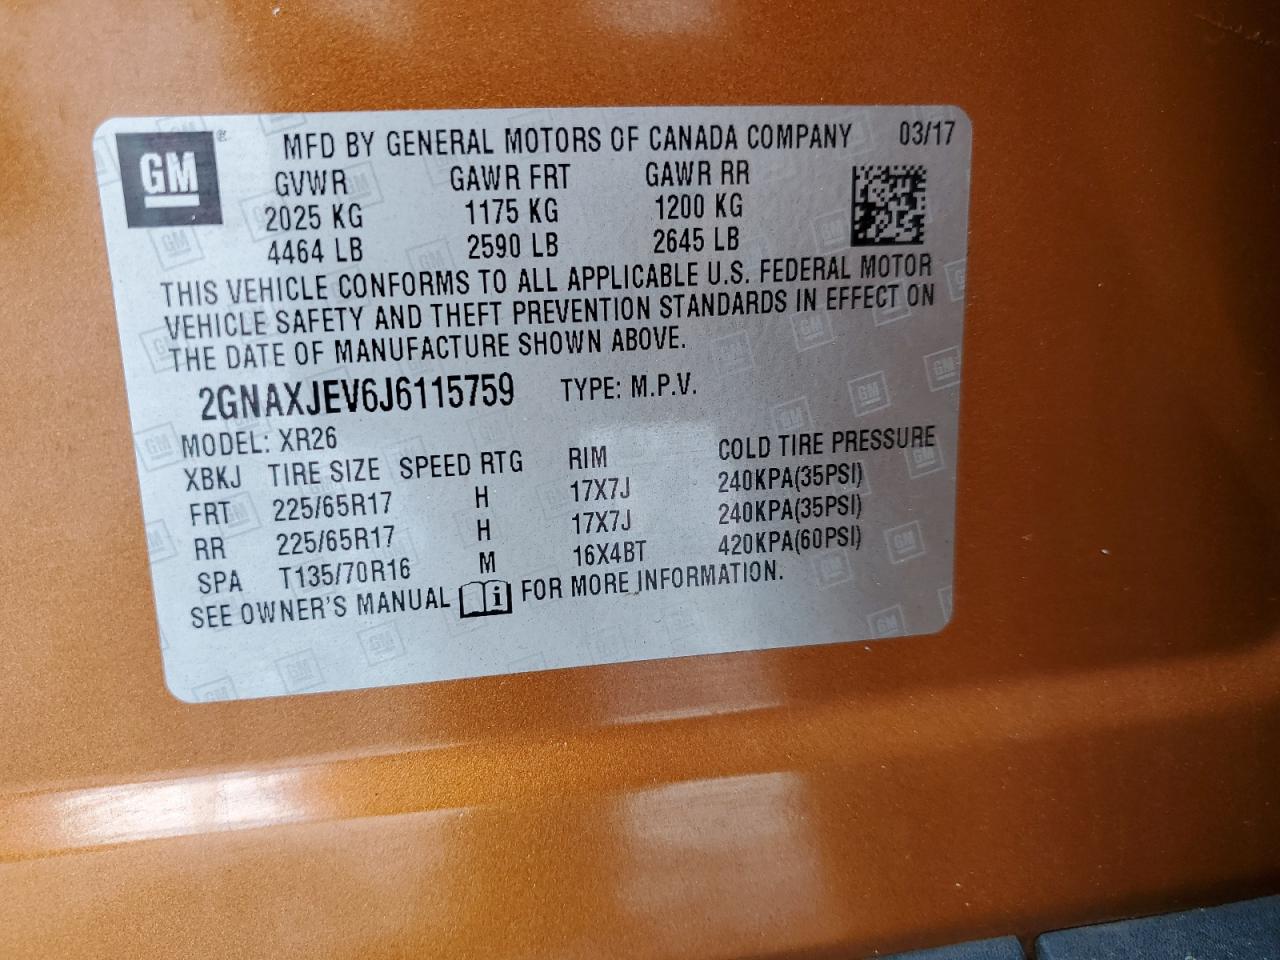 GM ® MFD BY GENERAL MOTORS OF CANADA COMPANY 03/17
GVWR GAWR FRT GAWR RR
2025 KG 1175 KG 1200 KG
4464 LB 2590 LB 2645 LB
THIS VEHICLE CONFORMS TO ALL APPLICABLE U.S. FEDERAL MOTOR
VEHICLE SAFETY AND THEFT PREVENTION STANDARDS IN EFFECT ON
THE DATE OF MANUFACTURE SHOWN ABOVE.
2GNAXJEV6J6115759 TYPE: M.P.V.
MODEL: XR26
XBKJ TIRE SIZE SPEED RTG RIM COLD TIRE PRESSURE
FRT 225/65R17 H 17X7J 240KPA(35PSI)
RR 225/65R17 H 17X7J 240KPA(35PSI)
SPA T135/70R16 M 16X4BT 420KPA(60PSI)
SEE OWNER'S MANUAL i FOR MORE INFORMATION.